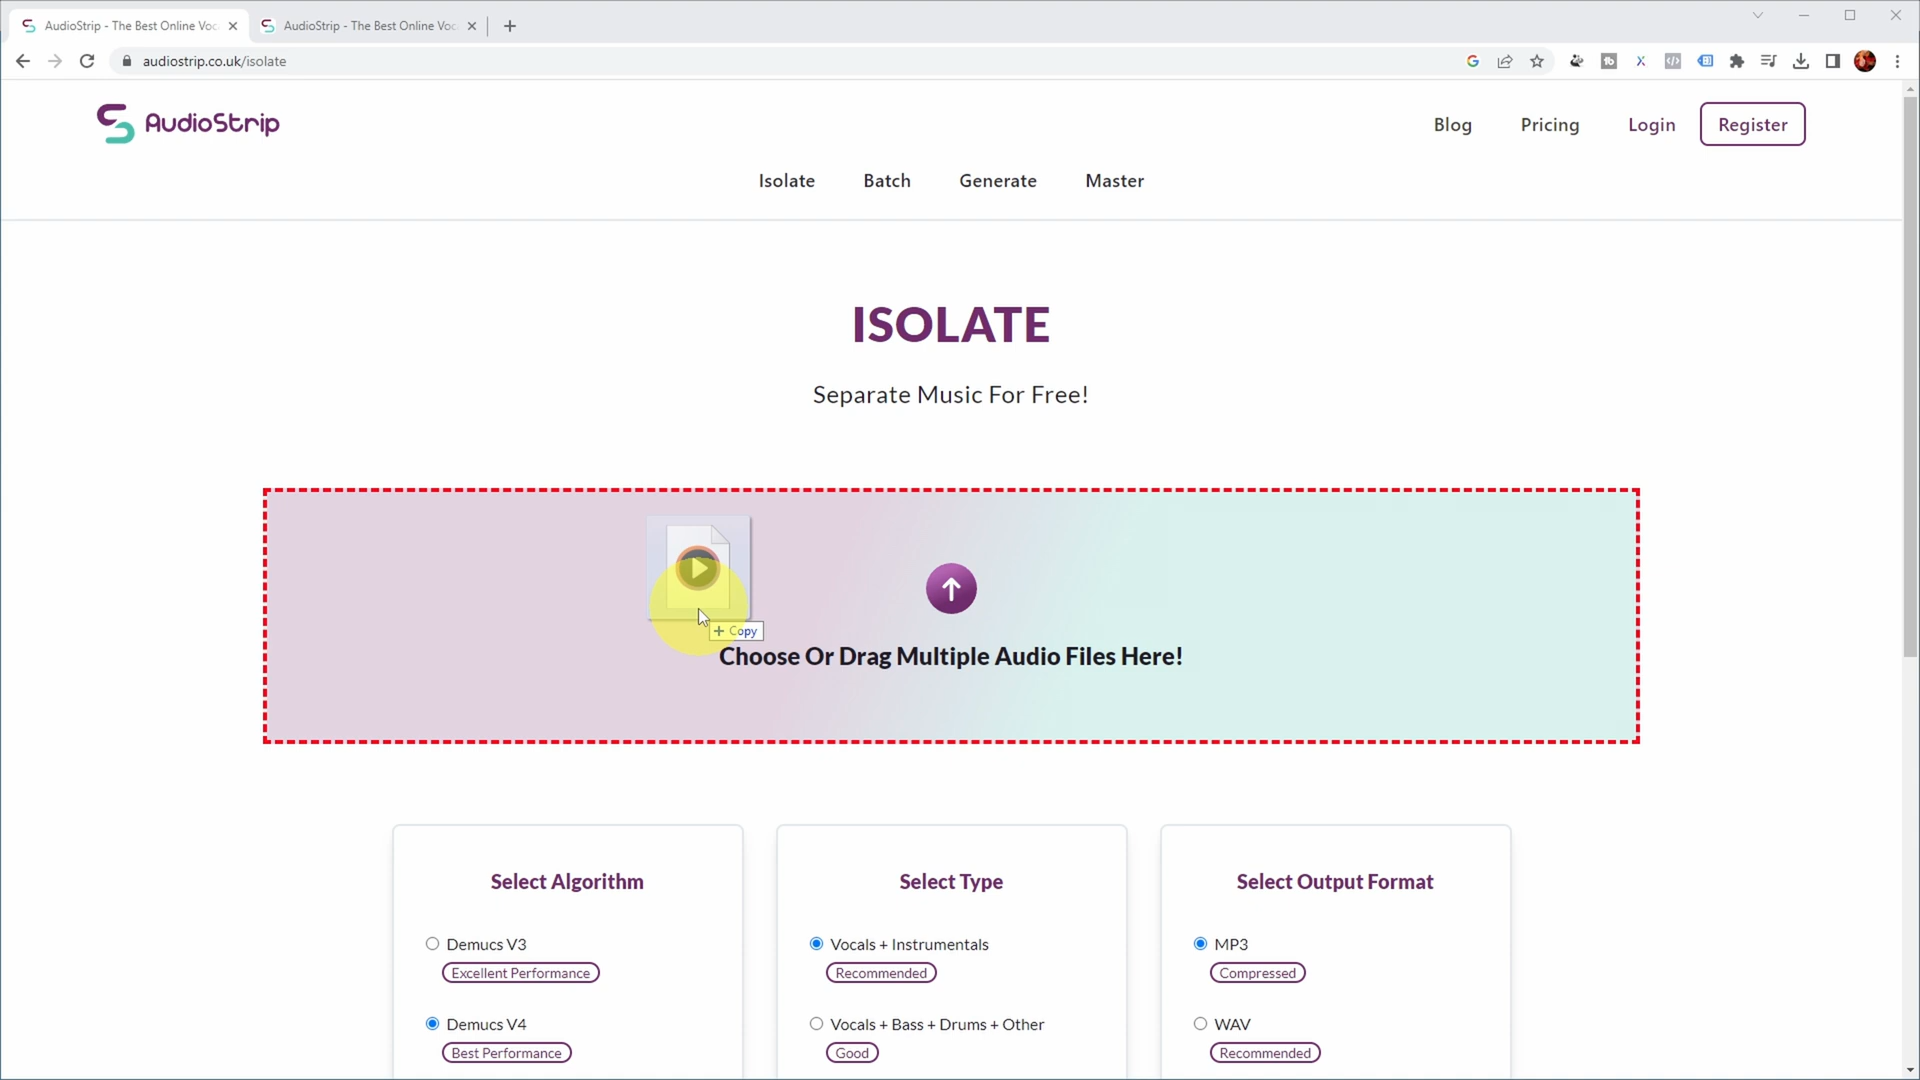 AudioStrip - The Best Online Voc
AudioStrip - The Best Online Voc
audiostrip.co.uk/isolate
AudioStrip
Blog
Pricing
Login
Register
Isolate
Batch
Generate
Master
ISOLATE
Separate Music For Free!
+ Copy
Choose Or Drag Multiple Audio Files Here!
Select Algorithm
Demucs V3
Excellent Performance
Demucs V4
Best Performance
Select Type
Vocals + Instrumentals
Recommended
Vocals + Bass + Drums + Other
Good
Select Output Format
MP3
Compressed
WAV
Recommended